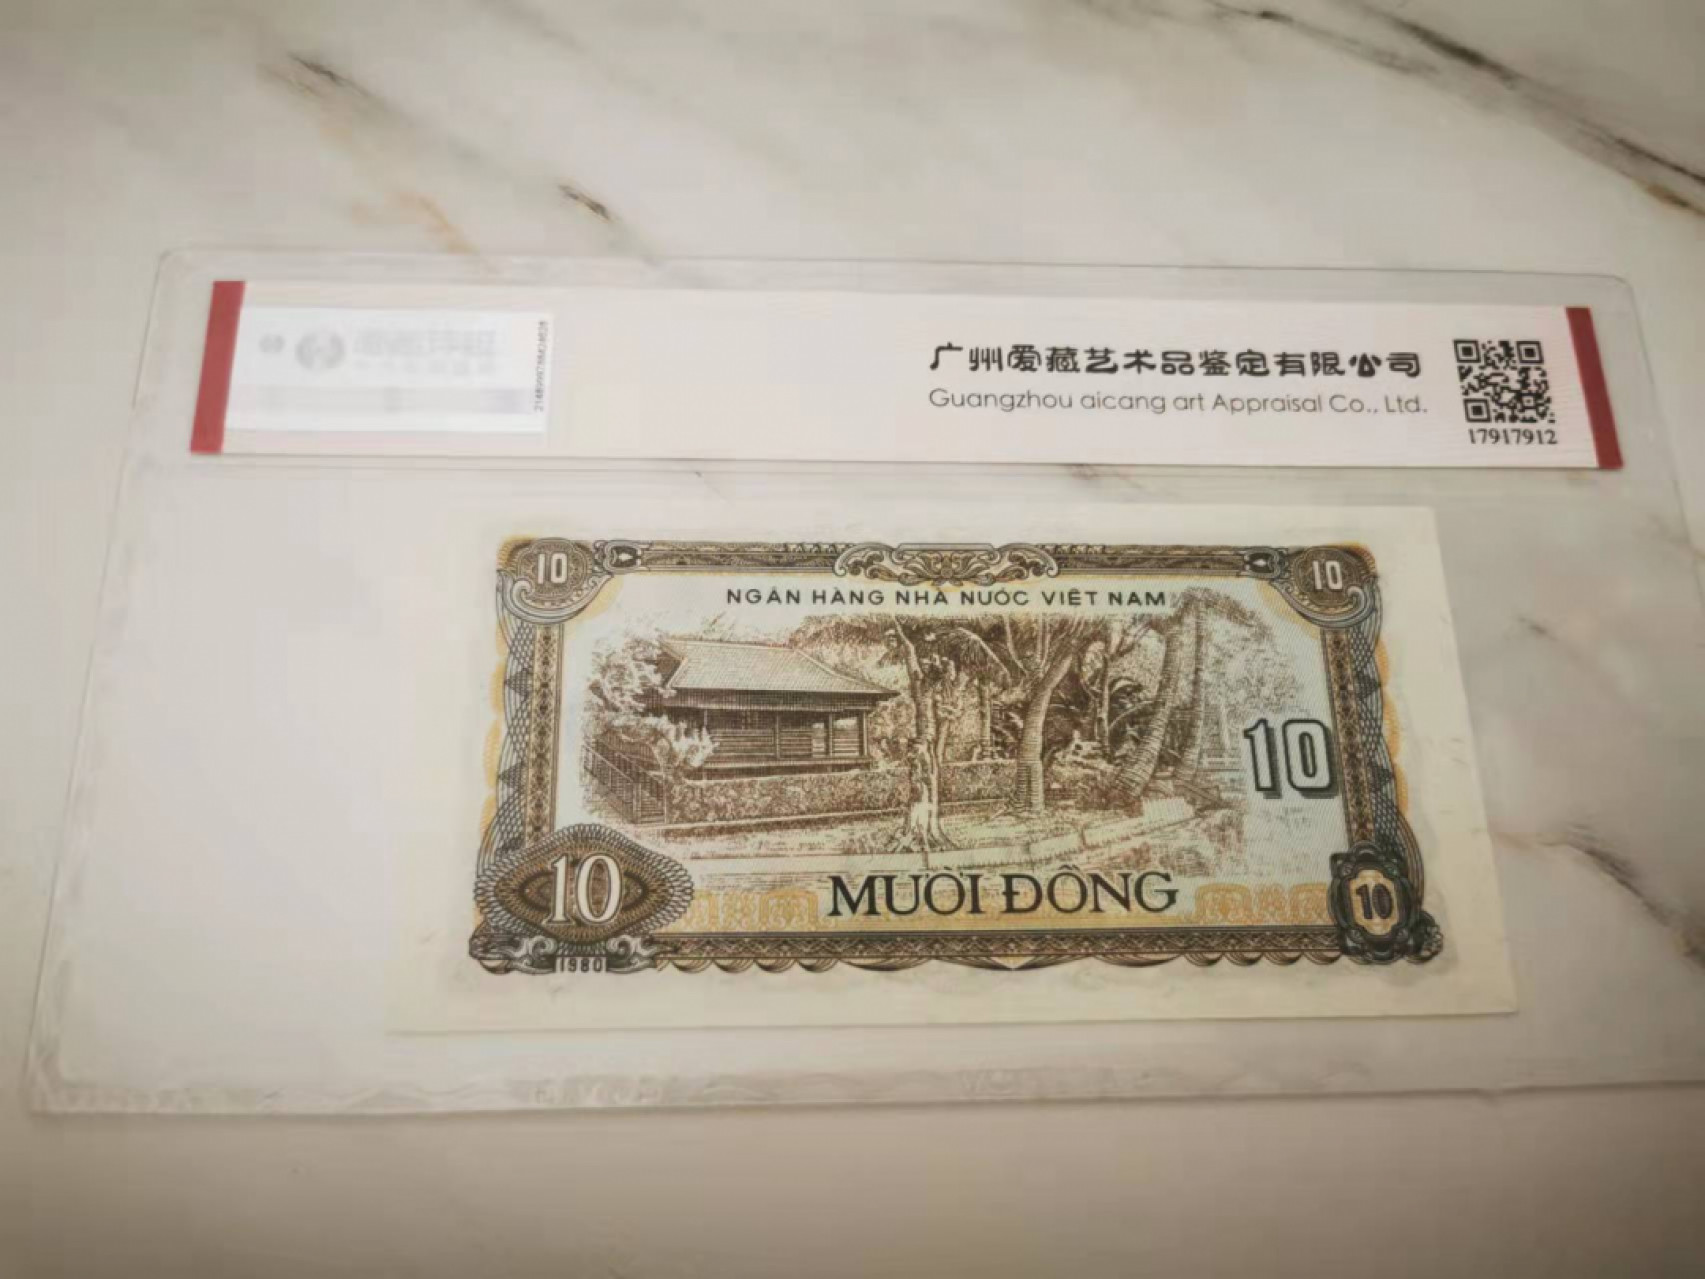 广州爱藏艺术品鉴定有限公司
Guangzhou aicang art Appraisal Co., Ltd.
17917912
10
10
NGÂN HÀNG NHÀ NƯỚC VIỆT NAM
10
10
MƯỜI ĐỒNG
10
1980